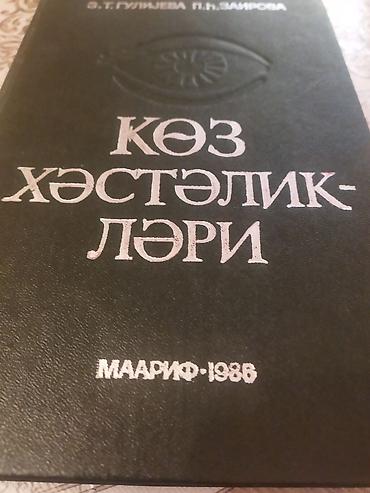 Э.Т.ГУЛИЈЕВА П.Һ.ЗАИРОВА
КӨЗ
ХӘСТӘЛИК-
ЛӘРИ
МААРИФ•1986